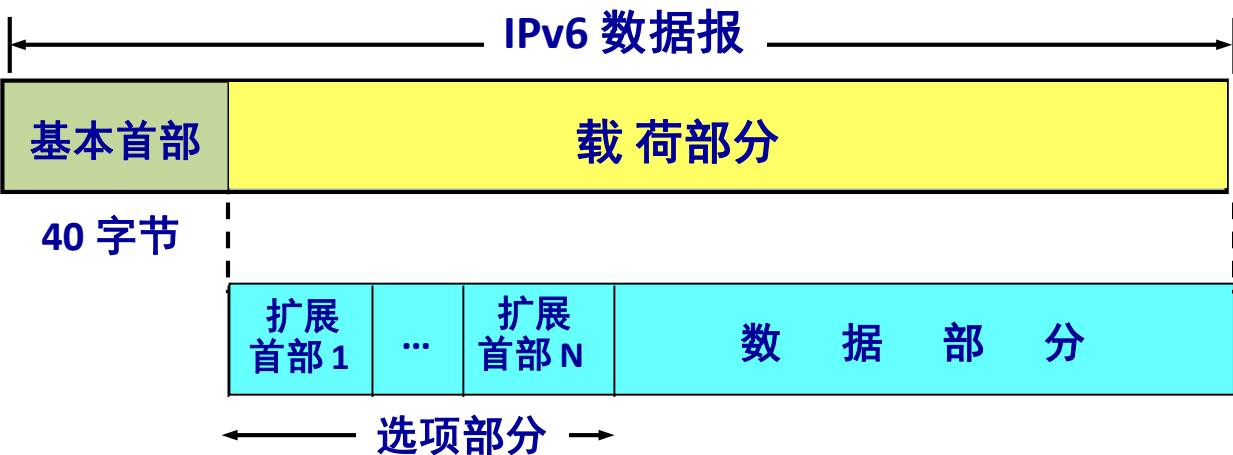 IPv6 数据报
基本首部
载 荷部分
40 字节
扩展
首部 1
...
扩展
首部 N
数 据 部 分
选项部分